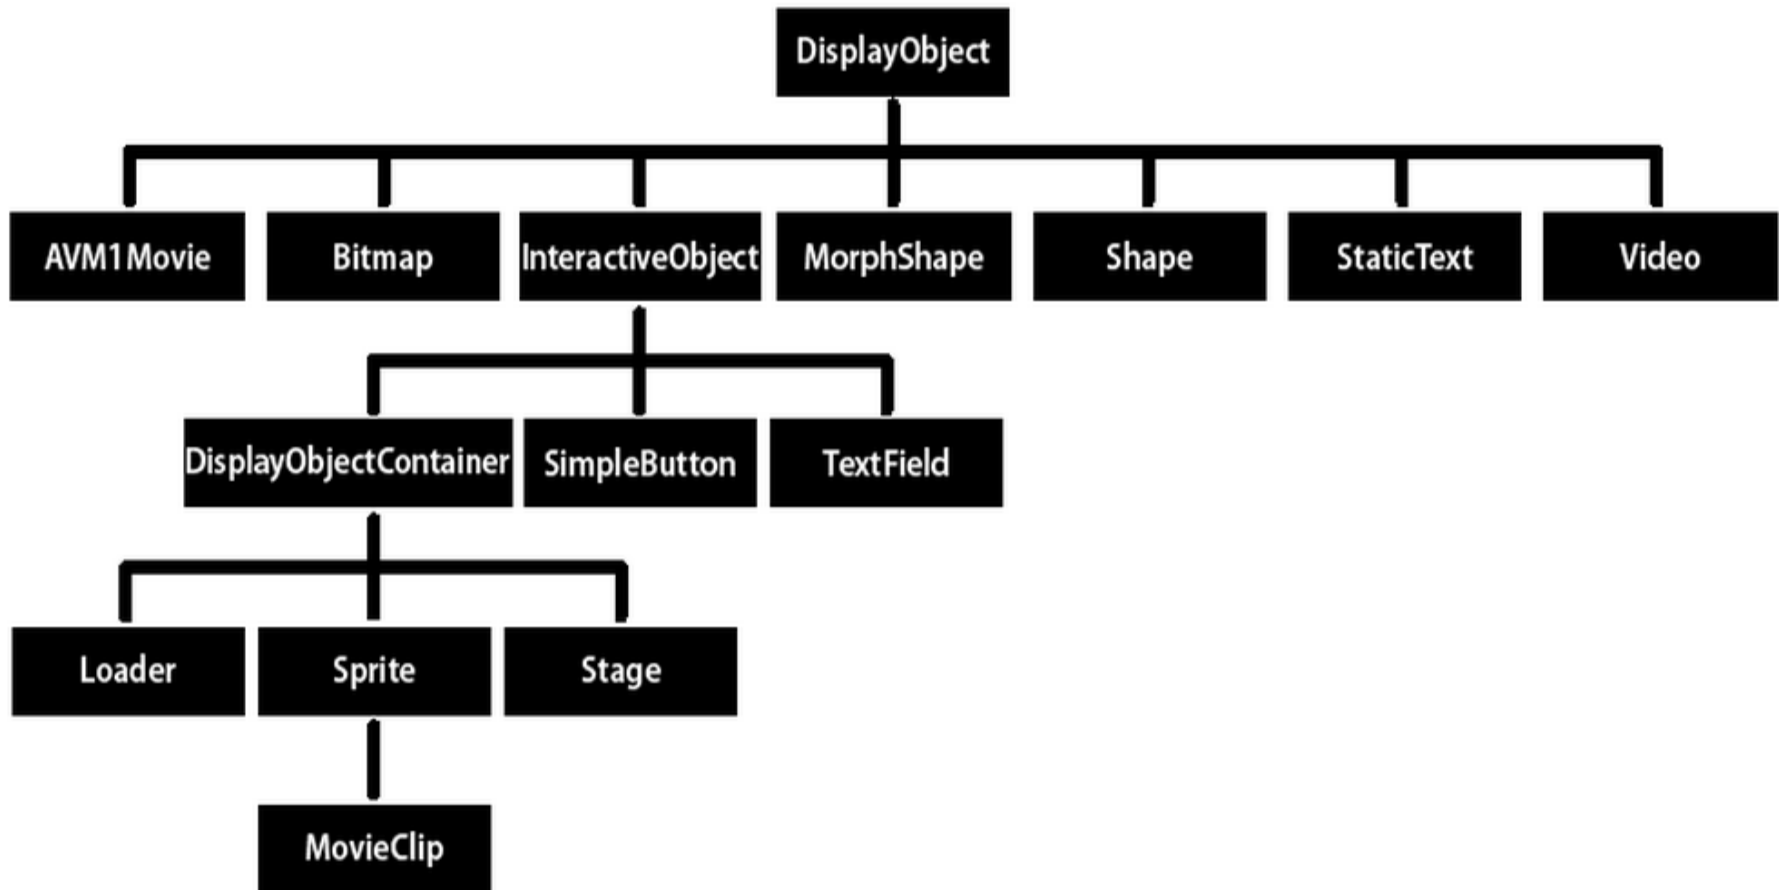 DisplayObject
AVM1Movie
Bitmap
InteractiveObject
MorphShape
Shape
StaticText
Video
DisplayObjectContainer
SimpleButton
TextField
Loader
Sprite
Stage
MovieClip